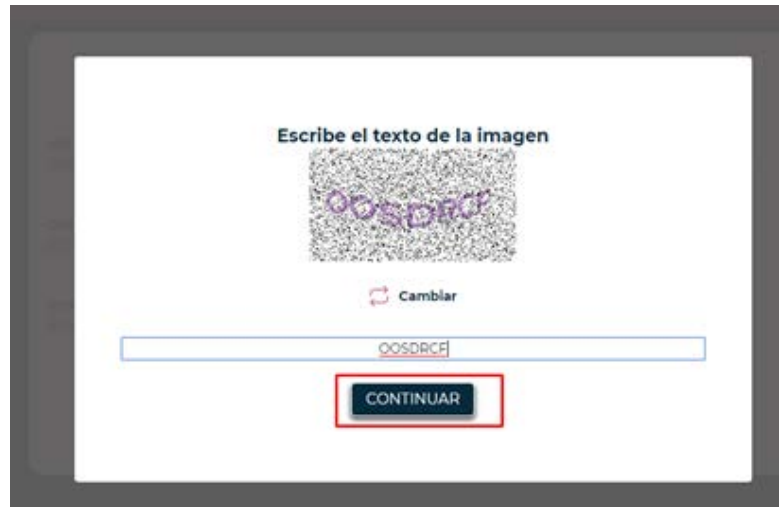 Escribe el texto de la imagen
OOSDRCF
Cambiar
OOSDRCF
CONTINUAR